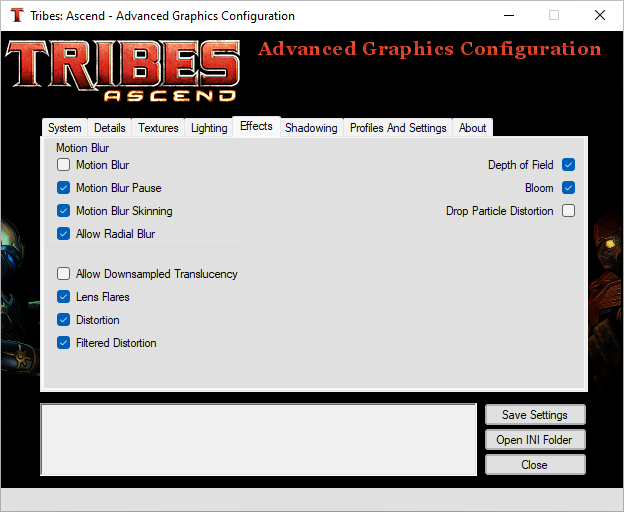 Tribes: Ascend - Advanced Graphics Configuration
TRIBES
ASCEND
Advanced Graphics Configuration
System Details Textures Lighting Effects Shadowing Profiles And Settings About
Motion Blur
Motion Blur
Depth of Field
Motion Blur Pause
Bloom
Motion Blur Skinning
Drop Particle Distortion
Allow Radial Blur
Allow Downsampled Translucency
Lens Flares
Distortion
Filtered Distortion
Save Settings
Open INI Folder
Close